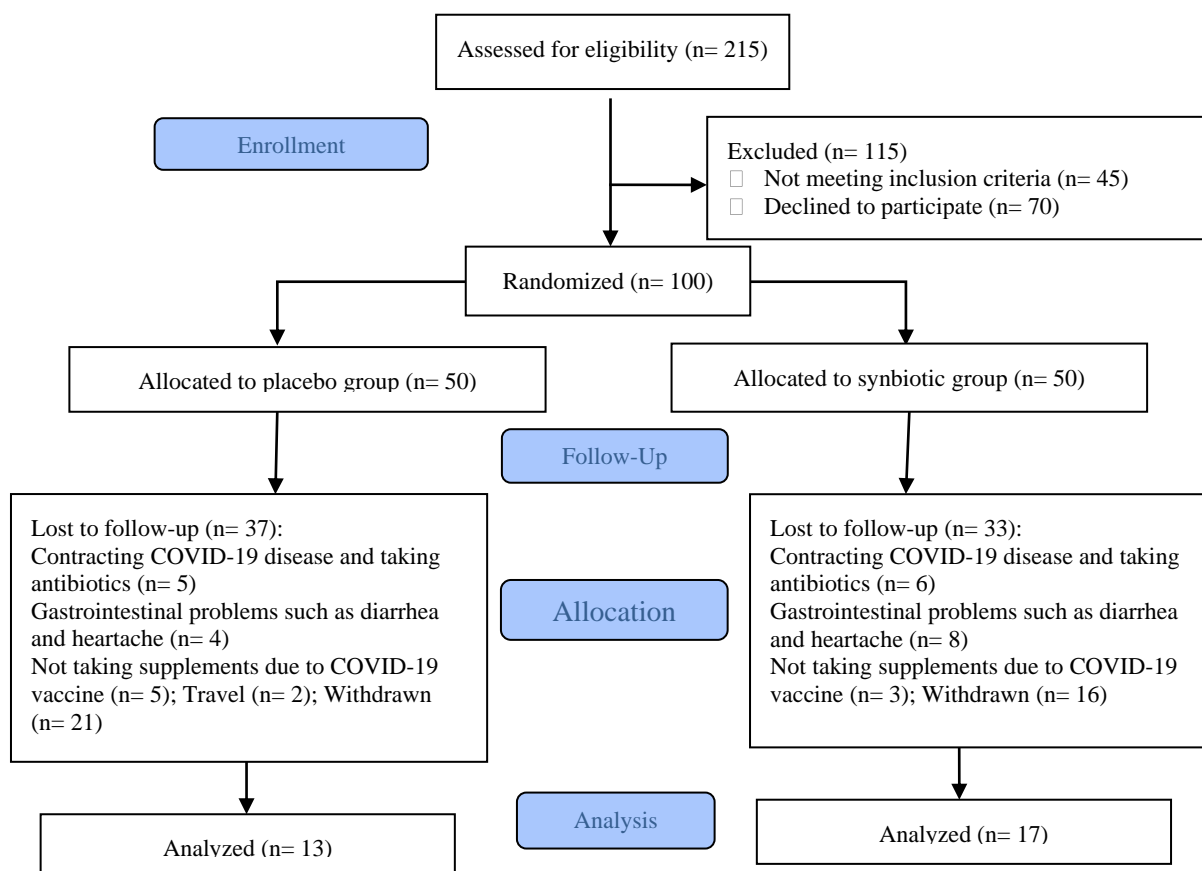 Assessed for eligibility (n= 215)
Enrollment
Excluded (n= 115)
Not meeting inclusion criteria (n= 45)
Declined to participate (n= 70)
Randomized (n= 100)
Allocated to placebo group (n= 50)
Allocated to synbiotic group (n= 50)
Follow-Up
Lost to follow-up (n= 37):
Contracting COVID-19 disease and taking
antibiotics (n= 5)
Gastrointestinal problems such as diarrhea
and heartache (n= 4)
Not taking supplements due to COVID-19
vaccine (n= 5); Travel (n= 2); Withdrawn
(n= 21)
Allocation
Lost to follow-up (n= 33):
Contracting COVID-19 disease and taking
antibiotics (n= 6)
Gastrointestinal problems such as diarrhea
and heartache (n= 8)
Not taking supplements due to COVID-19
vaccine (n= 3); Withdrawn (n= 16)
Analysis
Analyzed (n= 13)
Analyzed (n= 17)